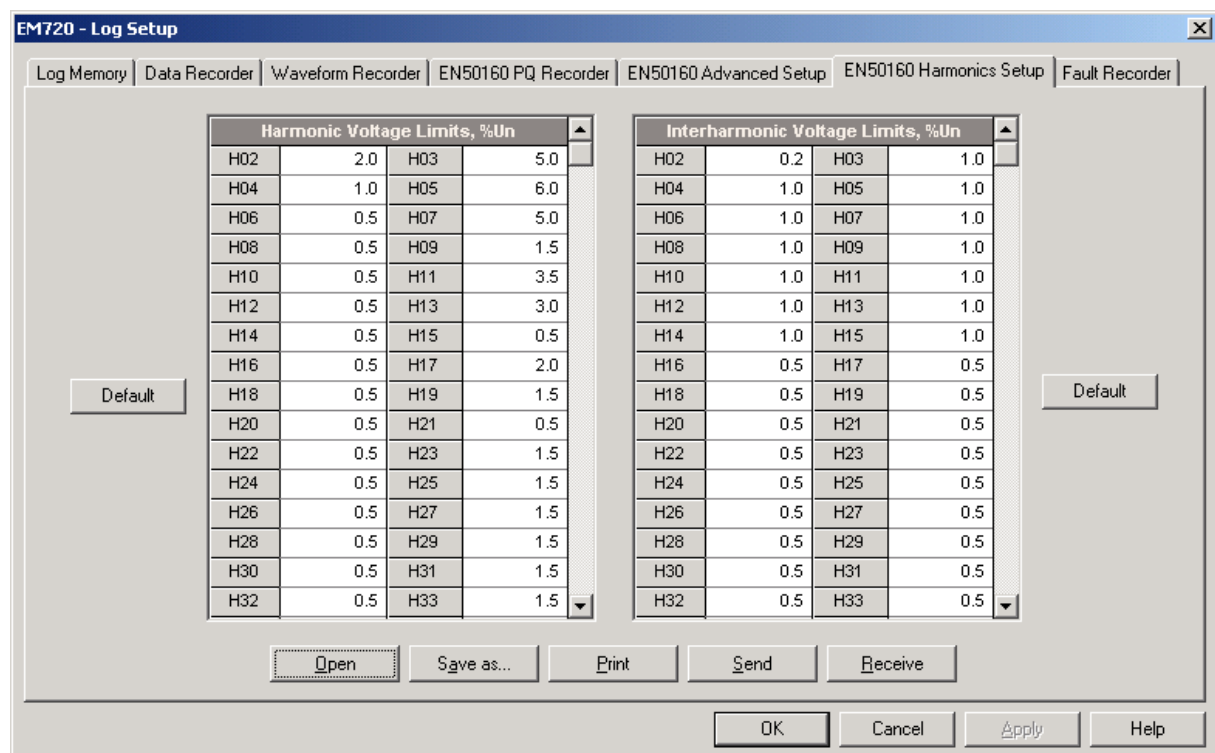 EM720 - Log Setup
Log Memory Data Recorder Waveform Recorder EN50160 PQ Recorder EN50160 Advanced Setup EN50160 Harmonics Setup Fault Recorder
Harmonic Voltage Limits, %Un
H02 2.0 H03 5.0
H04 1.0 H05 6.0
H06 0.5 H07 5.0
H08 0.5 H09 1.5
H10 0.5 H11 3.5
H12 0.5 H13 3.0
H14 0.5 H15 0.5
H16 0.5 H17 2.0
H18 0.5 H19 1.5
H20 0.5 H21 0.5
H22 0.5 H23 1.5
H24 0.5 H25 1.5
H26 0.5 H27 1.5
H28 0.5 H29 1.5
H30 0.5 H31 1.5
H32 0.5 H33 1.5
Default
Interharmonic Voltage Limits, %Un
H02 0.2 H03 1.0
H04 1.0 H05 1.0
H06 1.0 H07 1.0
H08 1.0 H09 1.0
H10 1.0 H11 1.0
H12 1.0 H13 1.0
H14 1.0 H15 1.0
H16 0.5 H17 0.5
H18 0.5 H19 0.5
H20 0.5 H21 0.5
H22 0.5 H23 0.5
H24 0.5 H25 0.5
H26 0.5 H27 0.5
H28 0.5 H29 0.5
H30 0.5 H31 0.5
H32 0.5 H33 0.5
Default
Open Save as... Print Send Receive
OK Cancel Apply Help